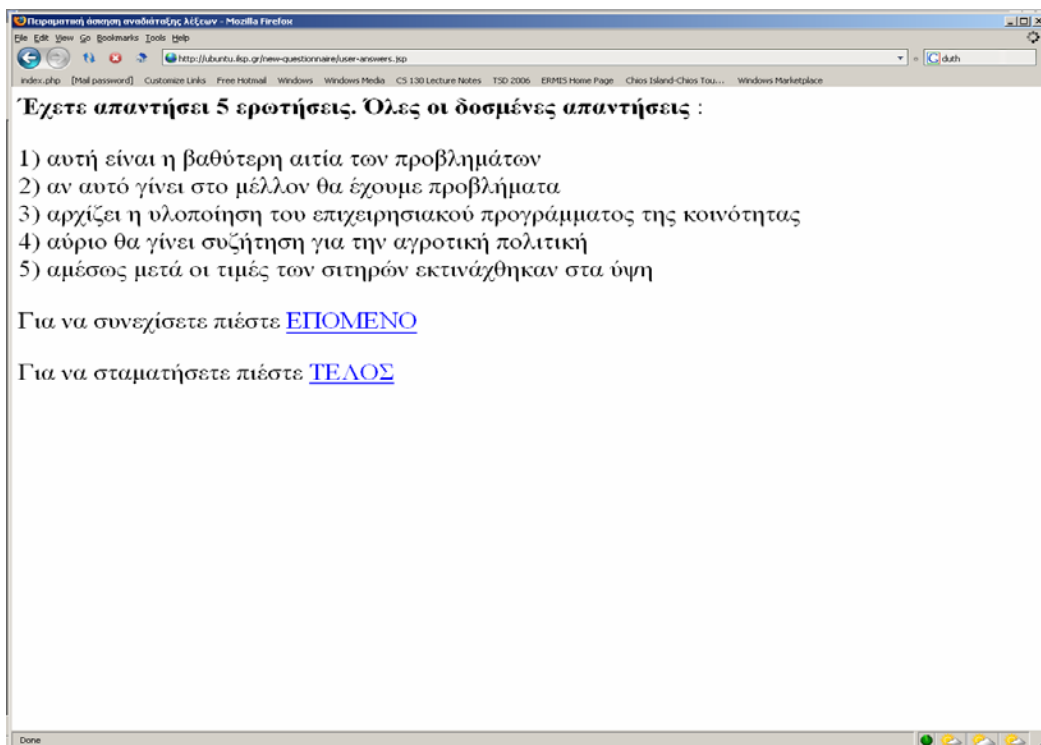 Πειραματική άσκηση αναδιάταξης λέξεων - Mozilla Firefox
File Edit View Go Bookmarks Tools Help
http://ubuntu.ilsp.gr/new-questionnaire/user-answers.jsp
duth
index.php [Mail password] Customize Links Free Hotmail Windows Windows Media CS 130 Lecture Notes TSD 2006 ERMIS Home Page Chios Island-Chios Tou... Windows Marketplace
Έχετε απαντήσει 5 ερωτήσεις. Όλες οι δοσμένες απαντήσεις :
1) αυτή είναι η βαθύτερη αιτία των προβλημάτων
2) αν αυτό γίνει στο μέλλον θα έχουμε προβλήματα
3) αρχίζει η υλοποίηση του επιχειρησιακού προγράμματος της κοινότητας
4) αύριο θα γίνει συζήτηση για την αγροτική πολιτική
5) αμέσως μετά οι τιμές των σιτηρών εκτινάχθηκαν στα ύψη
Για να συνεχίσετε πιέστε ΕΠΟΜΕΝΟ
Για να σταματήσετε πιέστε ΤΕΛΟΣ
Done